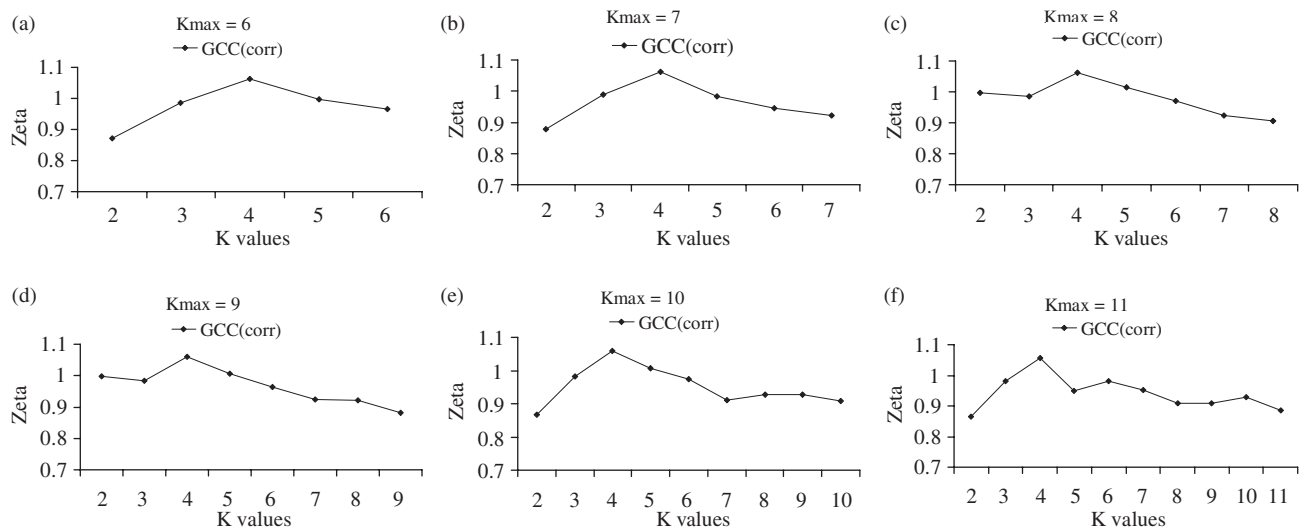 (a)
Kmax = 6
GCC(corr)
1.1
1
0.9
0.8
0.7
Zeta
2 3 4 5 6
K values
(b)
Kmax = 7
GCC(corr)
1.1
1
0.9
0.8
0.7
Zeta
2 3 4 5 6 7
K values
(c)
Kmax = 8
GCC(corr)
1.1
1
0.9
0.8
0.7
Zeta
2 3 4 5 6 7 8
K values
(d)
Kmax = 9
GCC(corr)
1.1
1
0.9
0.8
0.7
Zeta
2 3 4 5 6 7 8 9
K values
(e)
Kmax = 10
GCC(corr)
1.1
1
0.9
0.8
0.7
Zeta
2 3 4 5 6 7 8 9 10
K values
(f)
Kmax = 11
GCC(corr)
1.1
1
0.9
0.8
0.7
Zeta
2 3 4 5 6 7 8 9 10 11
K values